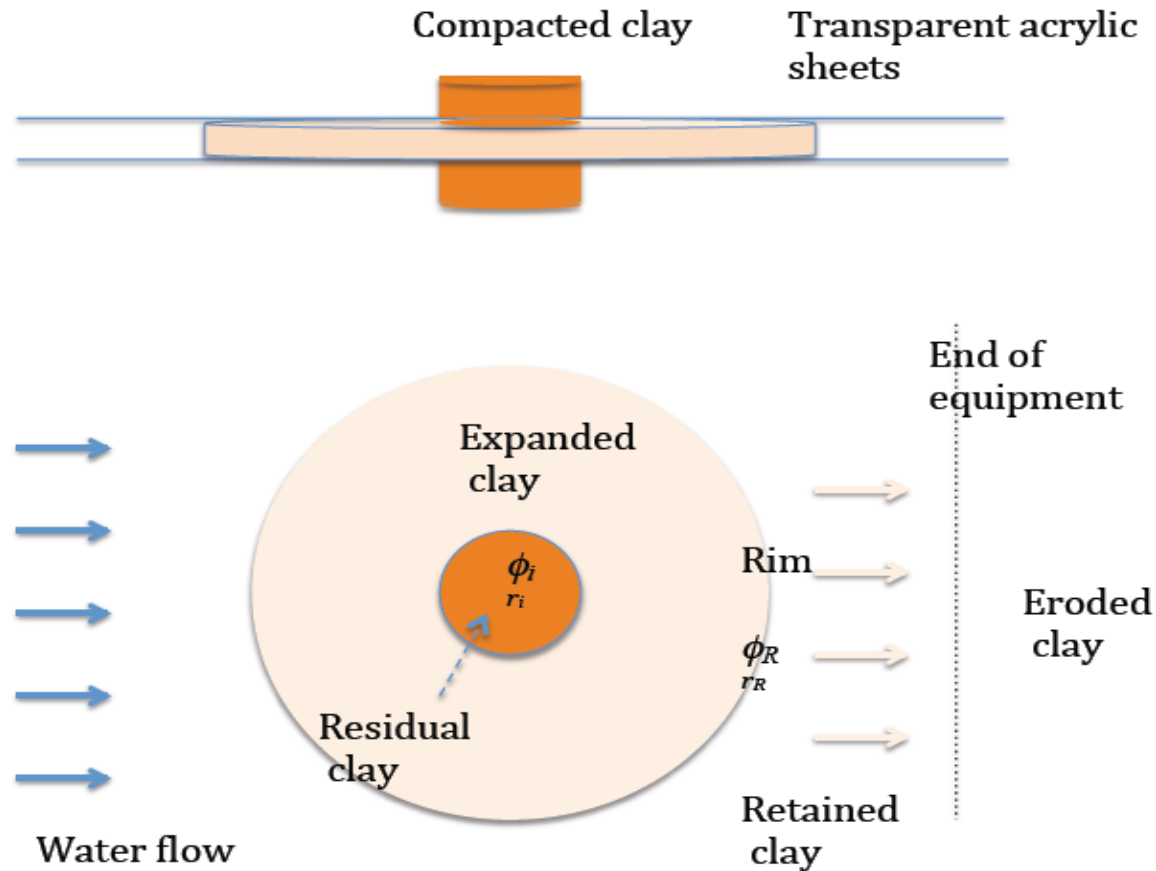 Compacted clay
Transparent acrylic
sheets
End of
equipment
Expanded
clay
ϕi
ri
Rim
Eroded
clay
ϕR
rR
Residual
clay
Retained
clay
Water flow